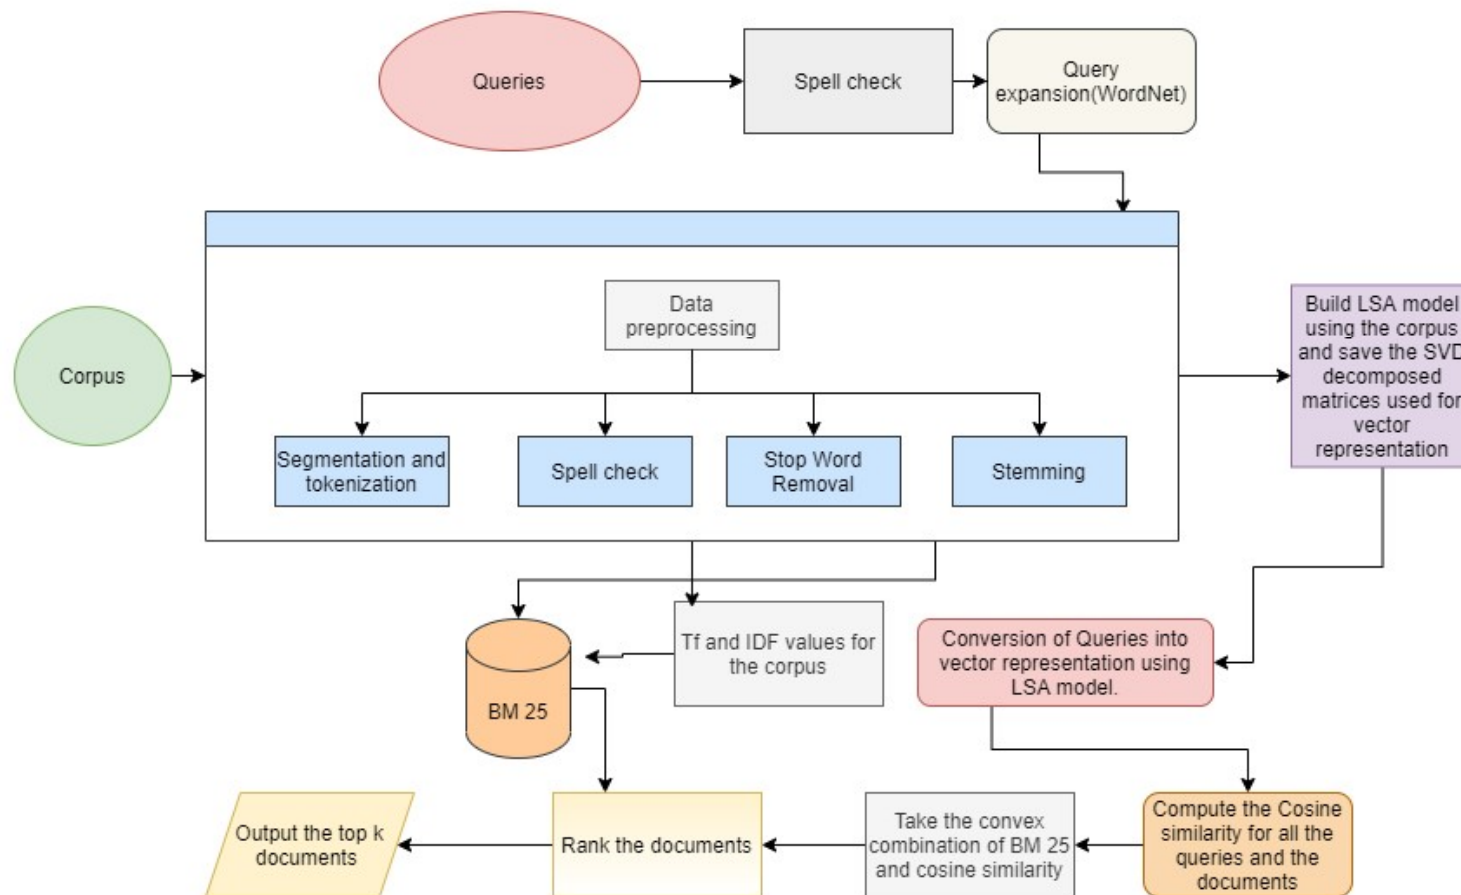 Queries
Spell check
Query
expansion(WordNet)
Corpus
Data
preprocessing
Segmentation and
tokenization
Spell check
Stop Word
Removal
Stemming
Build LSA model
using the corpus
and save the SVD
decomposed
matrices used for
vector
representation
Tf and IDF values for
the corpus
BM 25
Conversion of Queries into
vector representation using
LSA model.
Output the top k
documents
Rank the documents
Take the convex
combination of BM 25
and cosine similarity
Compute the Cosine
similarity for all the
queries and the
documents